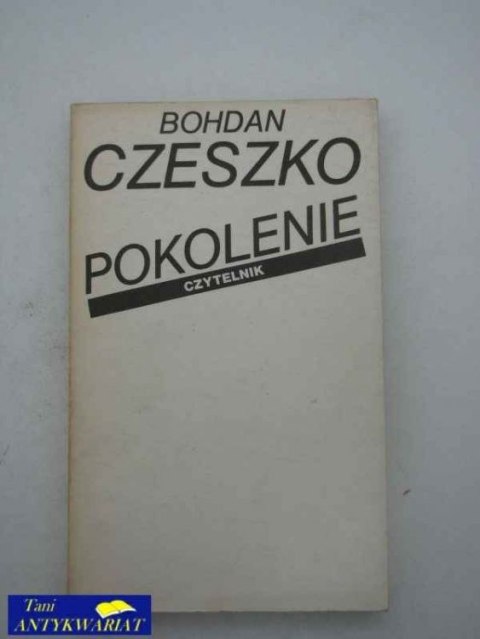 BOHDAN
CZESZKO
POKOLENIE
CZYTELNIK
Tani
ANTYKWARIAT